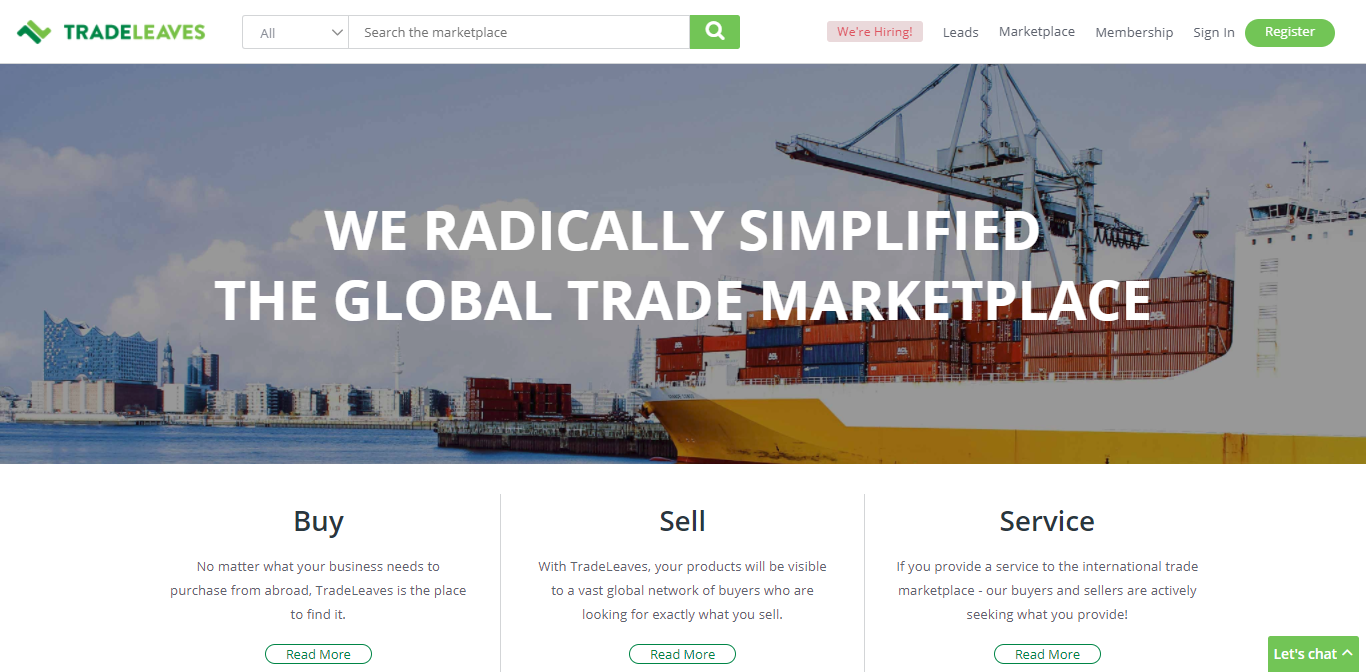 TRADELEAVES
All
Search the marketplace
We're Hiring!
Leads
Marketplace
Membership
Sign In
Register
WE RADICALLY SIMPLIFIED
THE GLOBAL TRADE MARKETPLACE
Buy
No matter what your business needs to
purchase from abroad, TradeLeaves is the place
to find it.
Read More
Sell
With TradeLeaves, your products will be visible
to a vast global network of buyers who are
looking for exactly what you sell.
Read More
Service
If you provide a service to the international trade
marketplace - our buyers and sellers are actively
seeking what you provide!
Read More
Let's chat